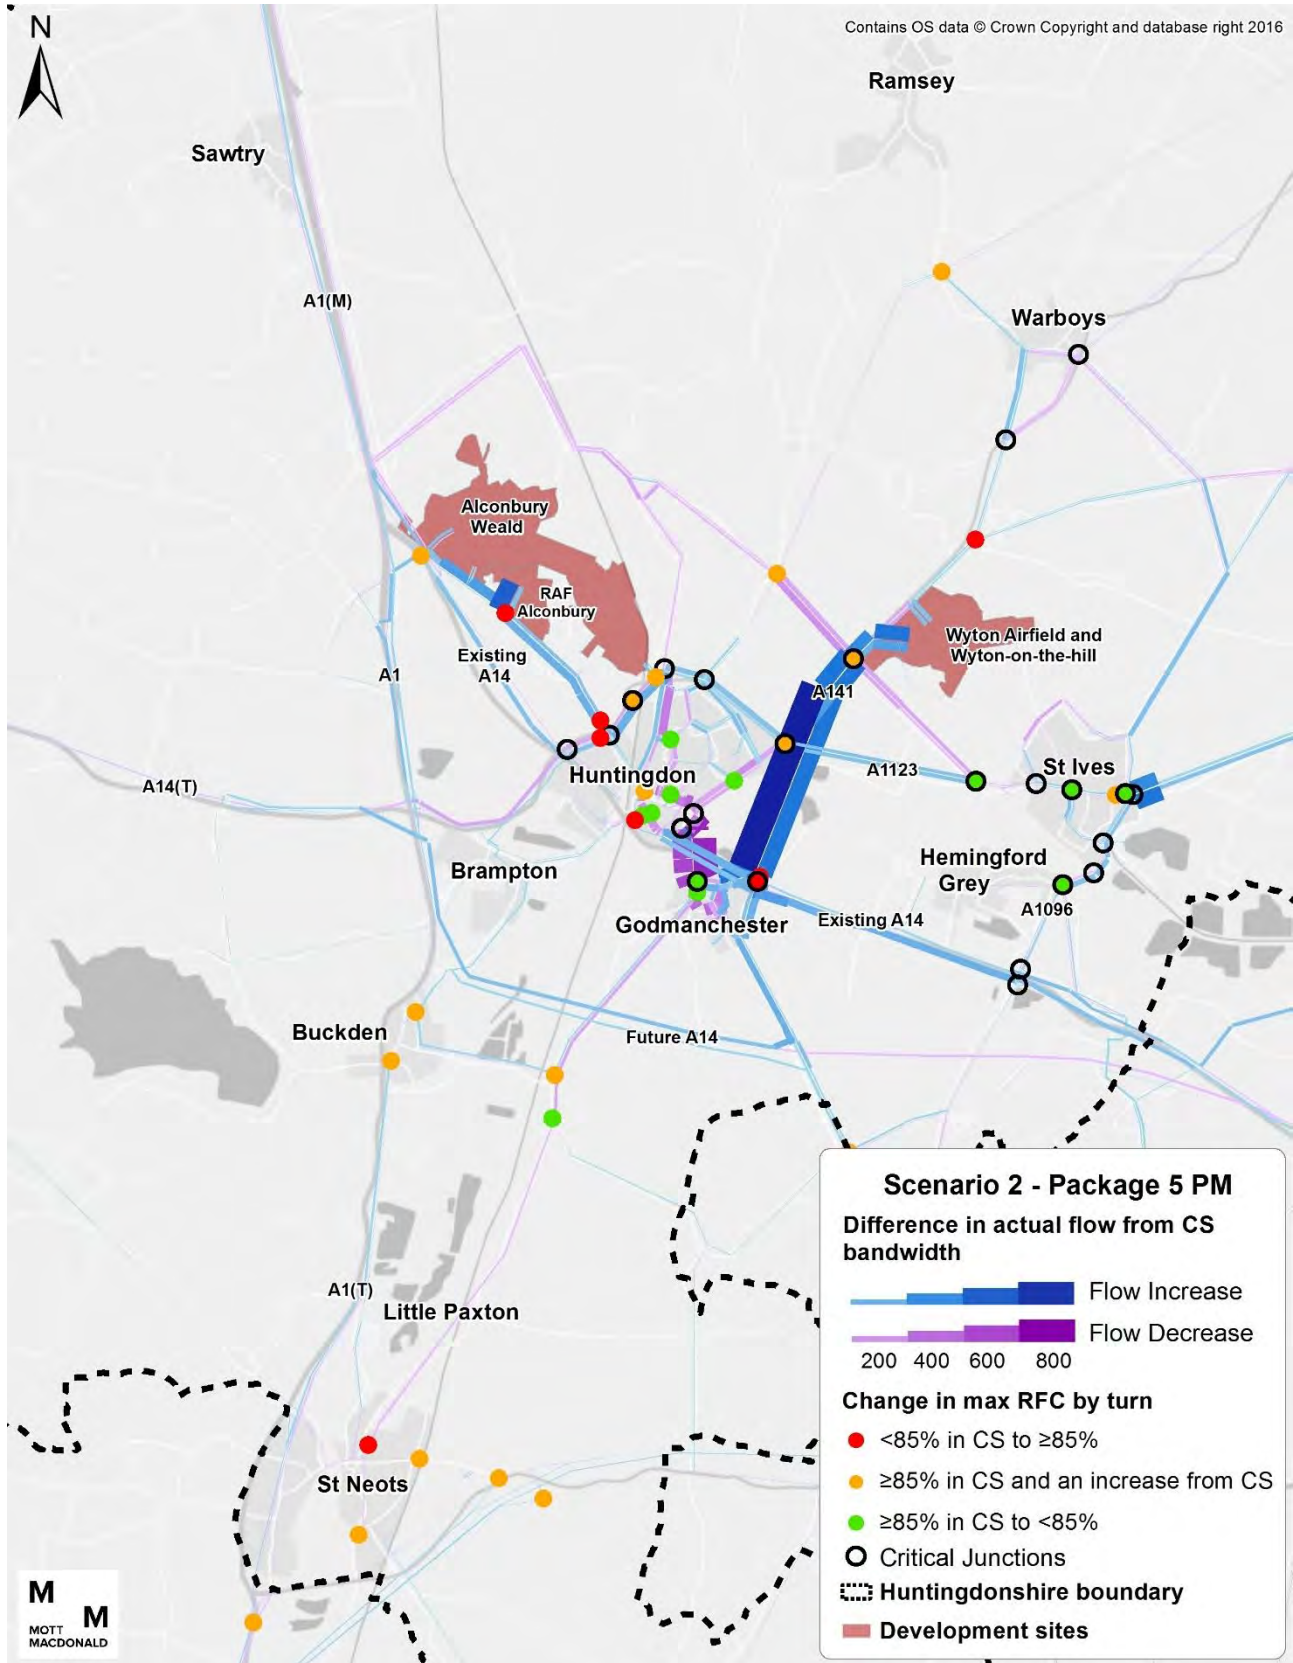 Contains OS data © Crown Copyright and database right 2016
N
Ramsey
Sawtry
A1(M)
Warboys
Alconbury
Weald
RAF
Alconbury
Existing
A14
Wyton Airfield and
Wyton-on-the-hill
A1
A141
A14(T)
Huntingdon
A1123
St Ives
Brampton
Hemingford
Grey
A1096
Godmanchester
Existing A14
Buckden
Future A14
A1(T)
Little Paxton
St Neots
Scenario 2 - Package 5 PM
Difference in actual flow from CS
bandwidth
Flow Increase
Flow Decrease
200 400 600 800
Change in max RFC by turn
<85% in CS to ≥85%
≥85% in CS and an increase from CS
≥85% in CS to <85%
Critical Junctions
Huntingdonshire boundary
Development sites
M
M
MOTT
MACDONALD